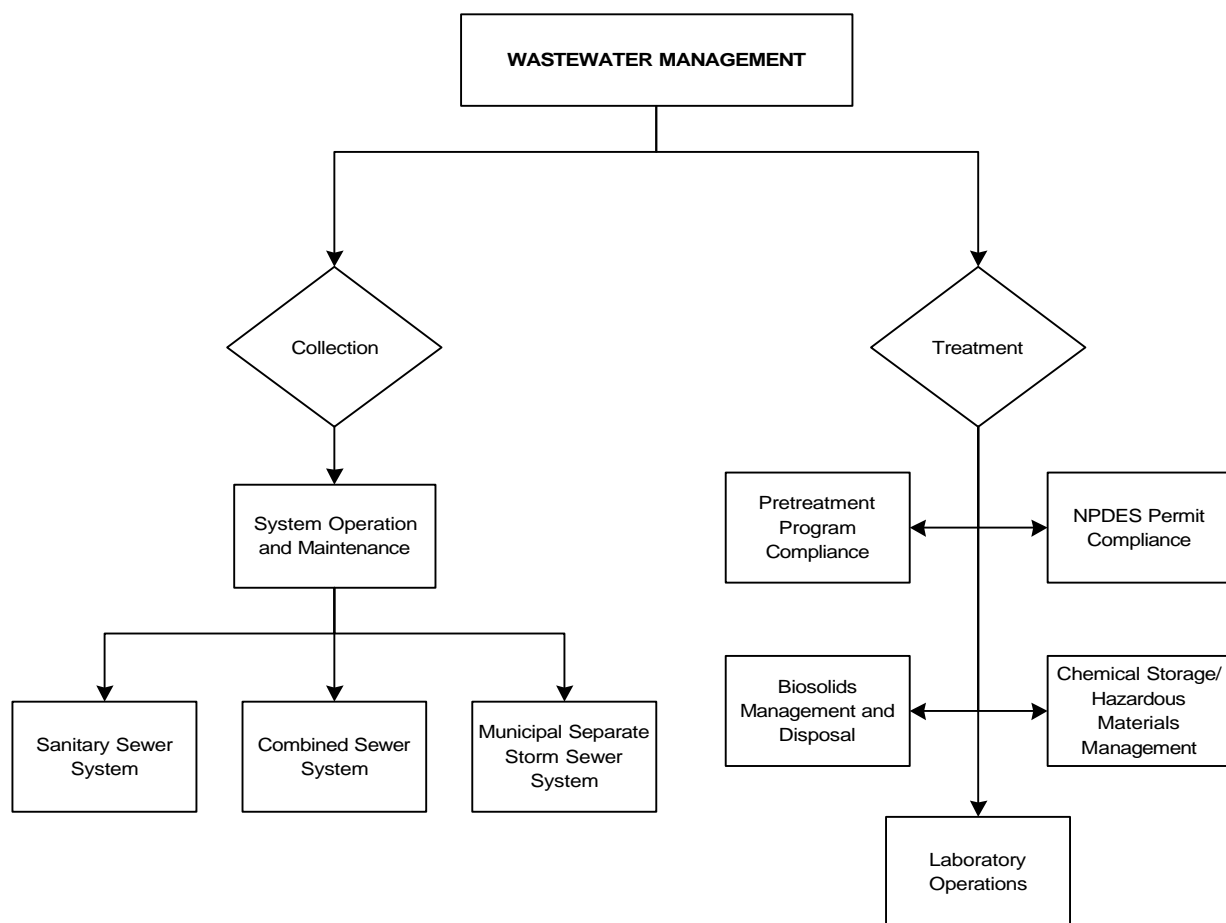 WASTEWATER MANAGEMENT
Collection
Treatment
System Operation
and Maintenance
Pretreatment
Program
Compliance
NPDES Permit
Compliance
Biosolids
Management and
Disposal
Chemical Storage/
Hazardous
Materials
Management
Sanitary Sewer
System
Combined Sewer
System
Municipal Separate
Storm Sewer
System
Laboratory
Operations